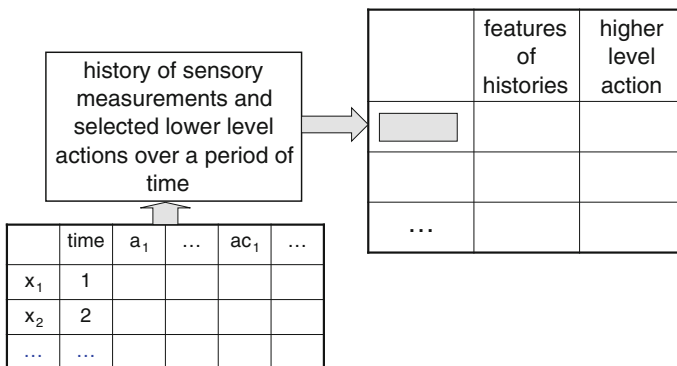 history of sensory
measurements and
selected lower level
actions over a period of
time
features
of
histories
higher
level
action
...
time a₁ ... ac₁ ...
x₁ 1
x₂ 2
... ...